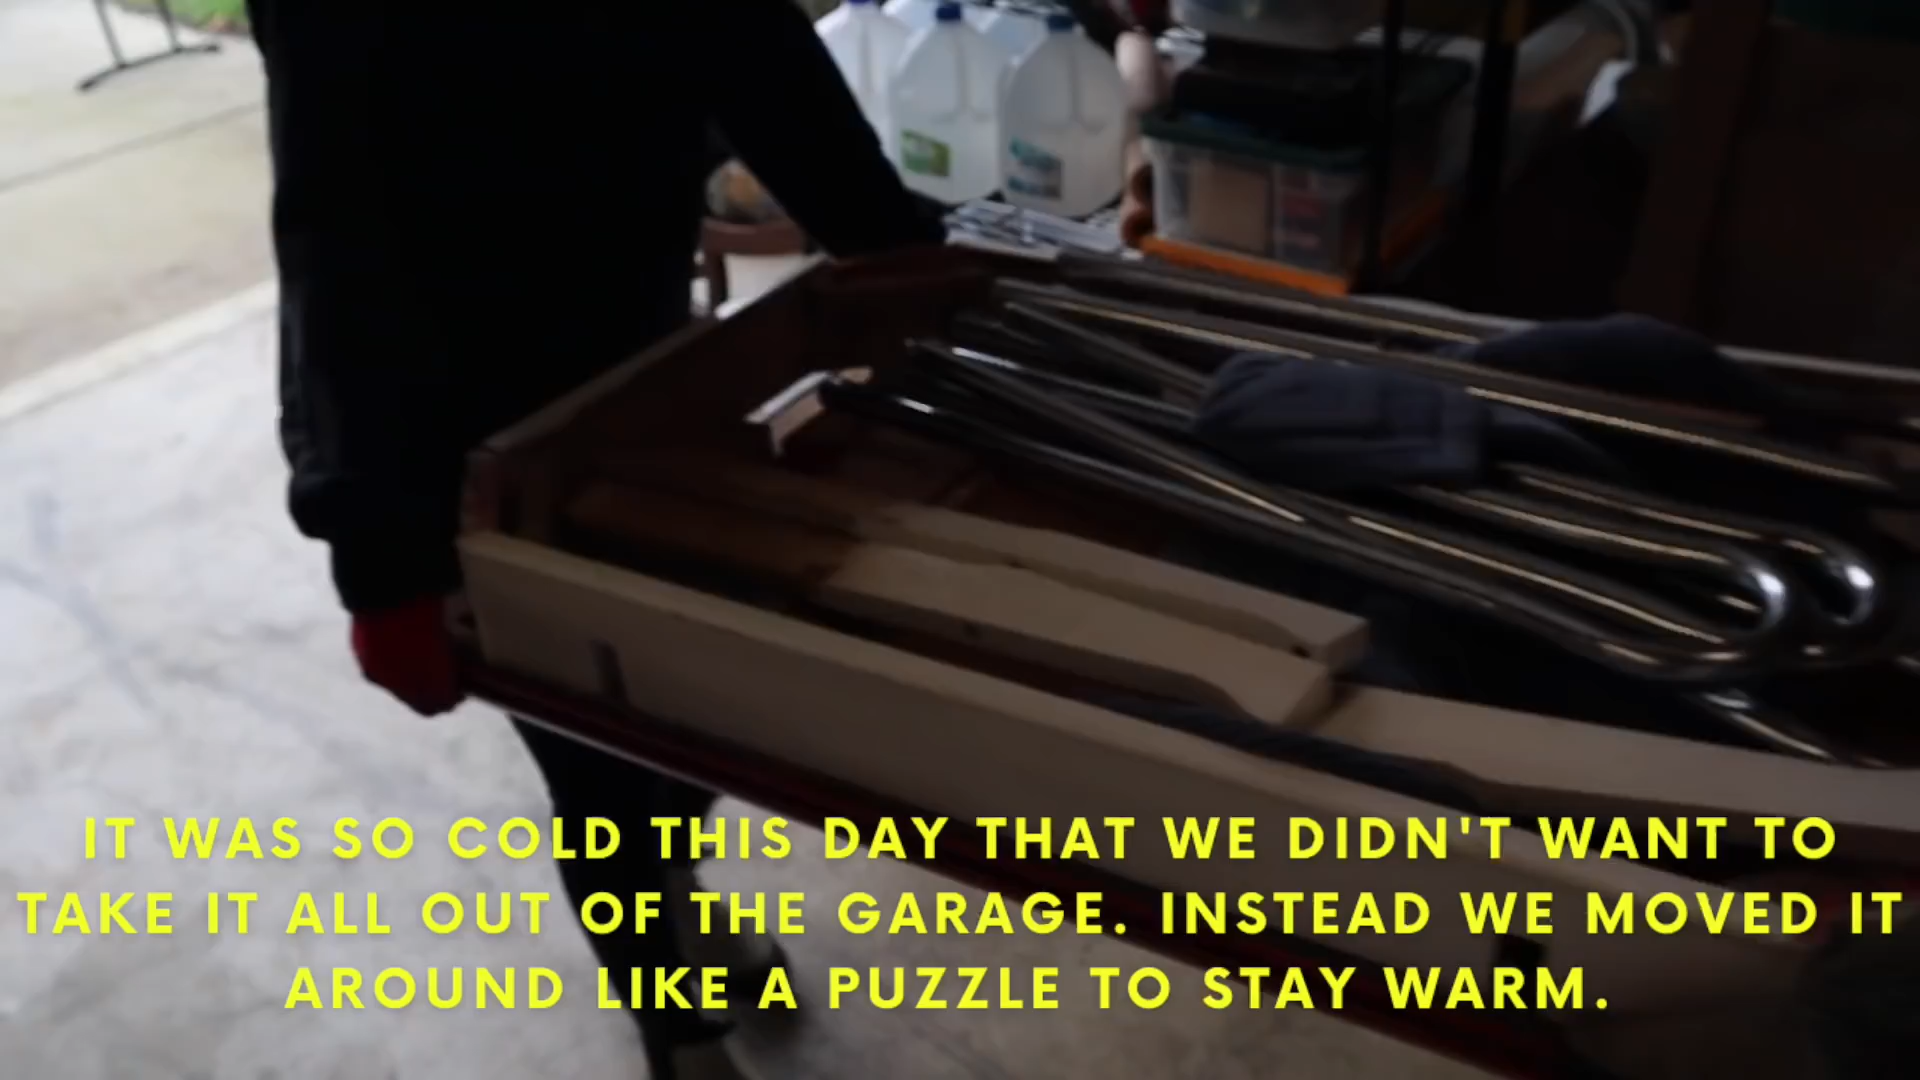 IT WAS SO COLD THIS DAY THAT WE DIDN'T WANT TO
TAKE IT ALL OUT OF THE GARAGE. INSTEAD WE MOVED IT
AROUND LIKE A PUZZLE TO STAY WARM.